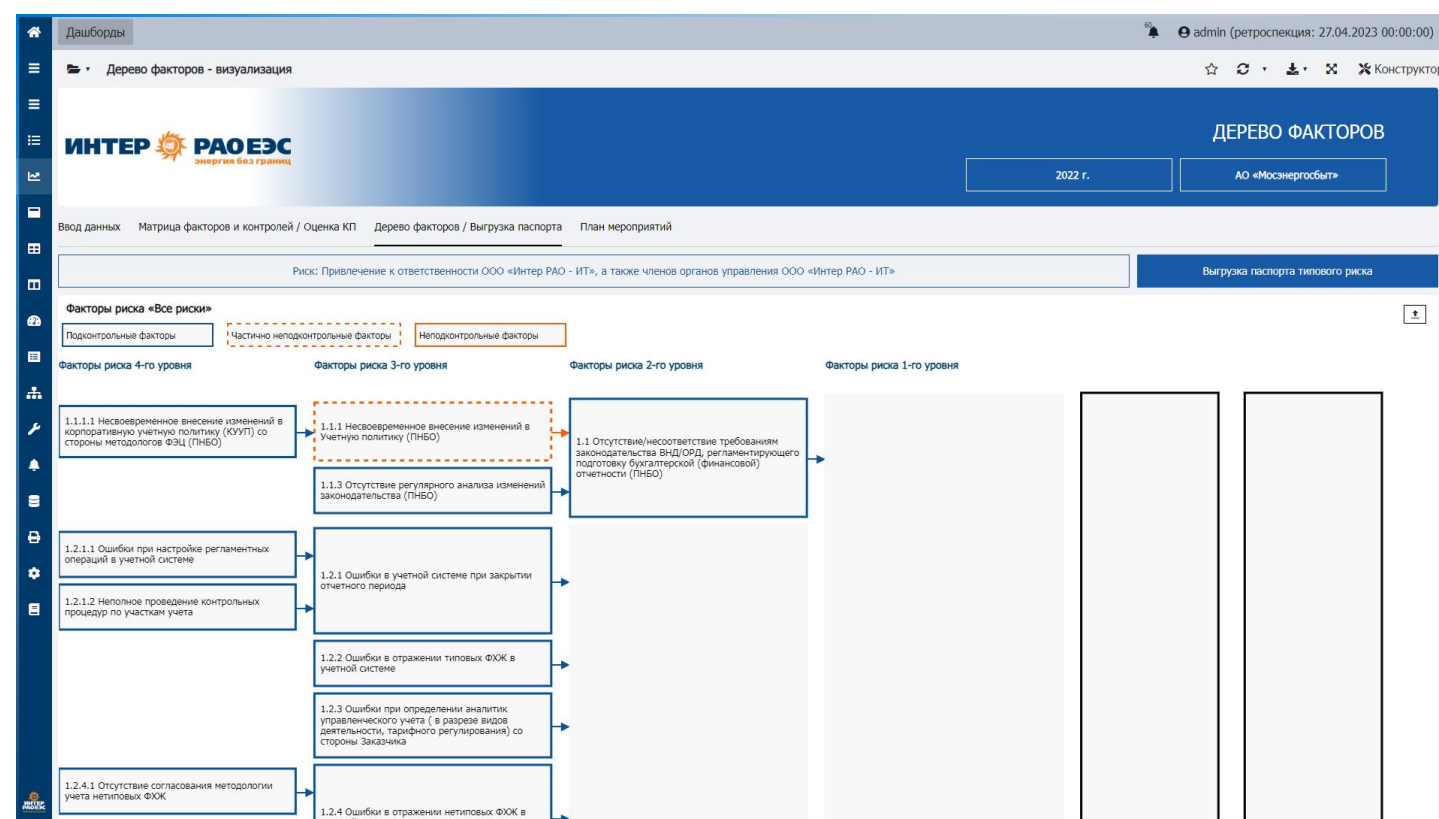 Дашборды
60
admin (ретроспекция: 27.04.2023 00:00:00)
Дерево факторов - визуализация
Конструктор
ИНТЕР РАО ЕЭС
энергия без границ
ДЕРЕВО ФАКТОРОВ
2022 г.
АО «Мосэнергосбыт»
Ввод данных
Матрица факторов и контролей / Оценка КП
Дерево факторов / Выгрузка паспорта
План мероприятий
Риск: Привлечение к ответственности ООО «Интер РАО - ИТ», а также членов органов управления ООО «Интер РАО - ИТ»
Выгрузка паспорта типового риска
Факторы риска «Все риски»
Подконтрольные факторы
Частично неподконтрольные факторы
Неподконтрольные факторы
Факторы риска 4-го уровня
Факторы риска 3-го уровня
Факторы риска 2-го уровня
Факторы риска 1-го уровня
1.1.1.1 Несвоевременное внесение изменений в
корпоративную учетную политику (КУУП) со
стороны методологов ФЭЦ (ПНБО)
1.1.1 Несвоевременное внесение изменений в
Учетную политику (ПНБО)
1.1 Отсутствие/несоответствие требованиям
законодательства ВНД/ОРД, регламентирующего
подготовку бухгалтерской (финансовой)
отчетности (ПНБО)
1.1.3 Отсутствие регулярного анализа изменений
законодательства (ПНБО)
1.2.1.1 Ошибки при настройке регламентных
операций в учетной системе
1.2.1 Ошибки в учетной системе при закрытии
отчетного периода
1.2.1.2 Неполное проведение контрольных
процедур по участкам учета
1.2.2 Ошибки в отражении типовых ФХЖ в
учетной системе
1.2.3 Ошибки при определении аналитик
управленческого учета ( в разрезе видов
деятельности, тарифного регулирования) со
стороны Заказчика
1.2.4.1 Отсутствие согласования методологии
учета нетиповых ФХЖ
1.2.4 Ошибки в отражении нетиповых ФХЖ в
ИНТЕР
РАО ЕЭС